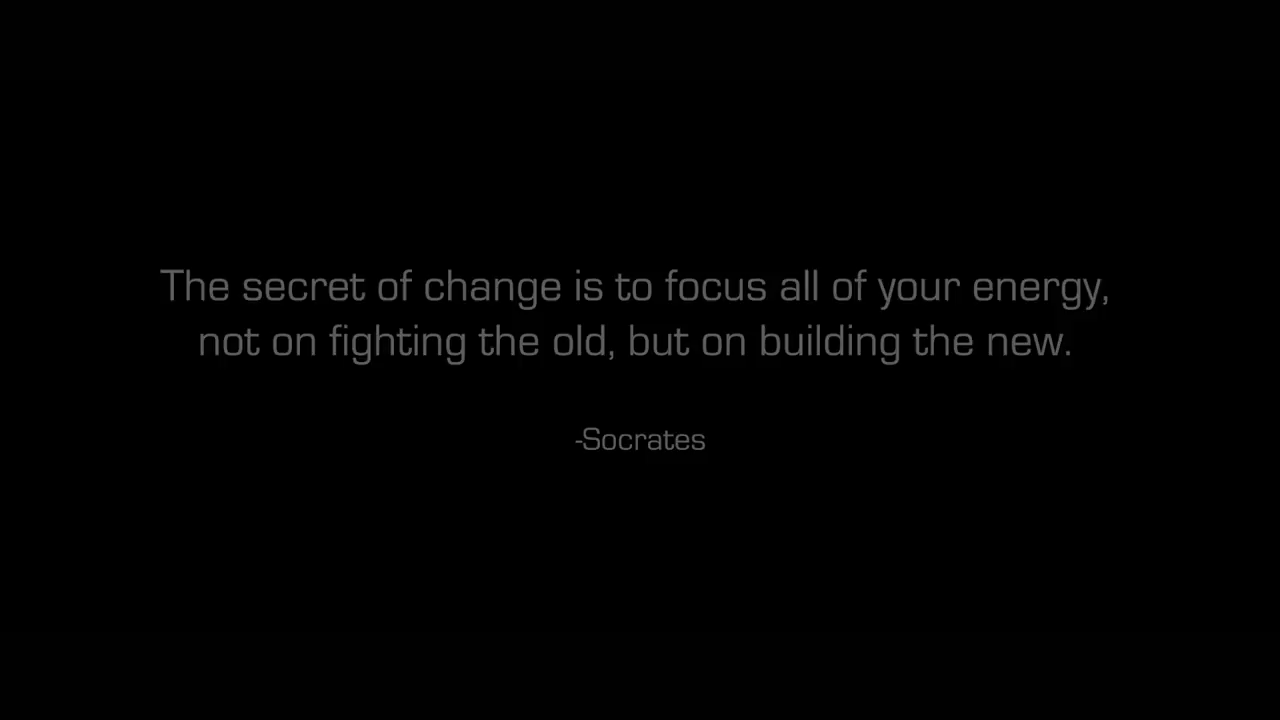 The secret of change is to focus all of your energy,
not on fighting the old, but on building the new.
-Socrates